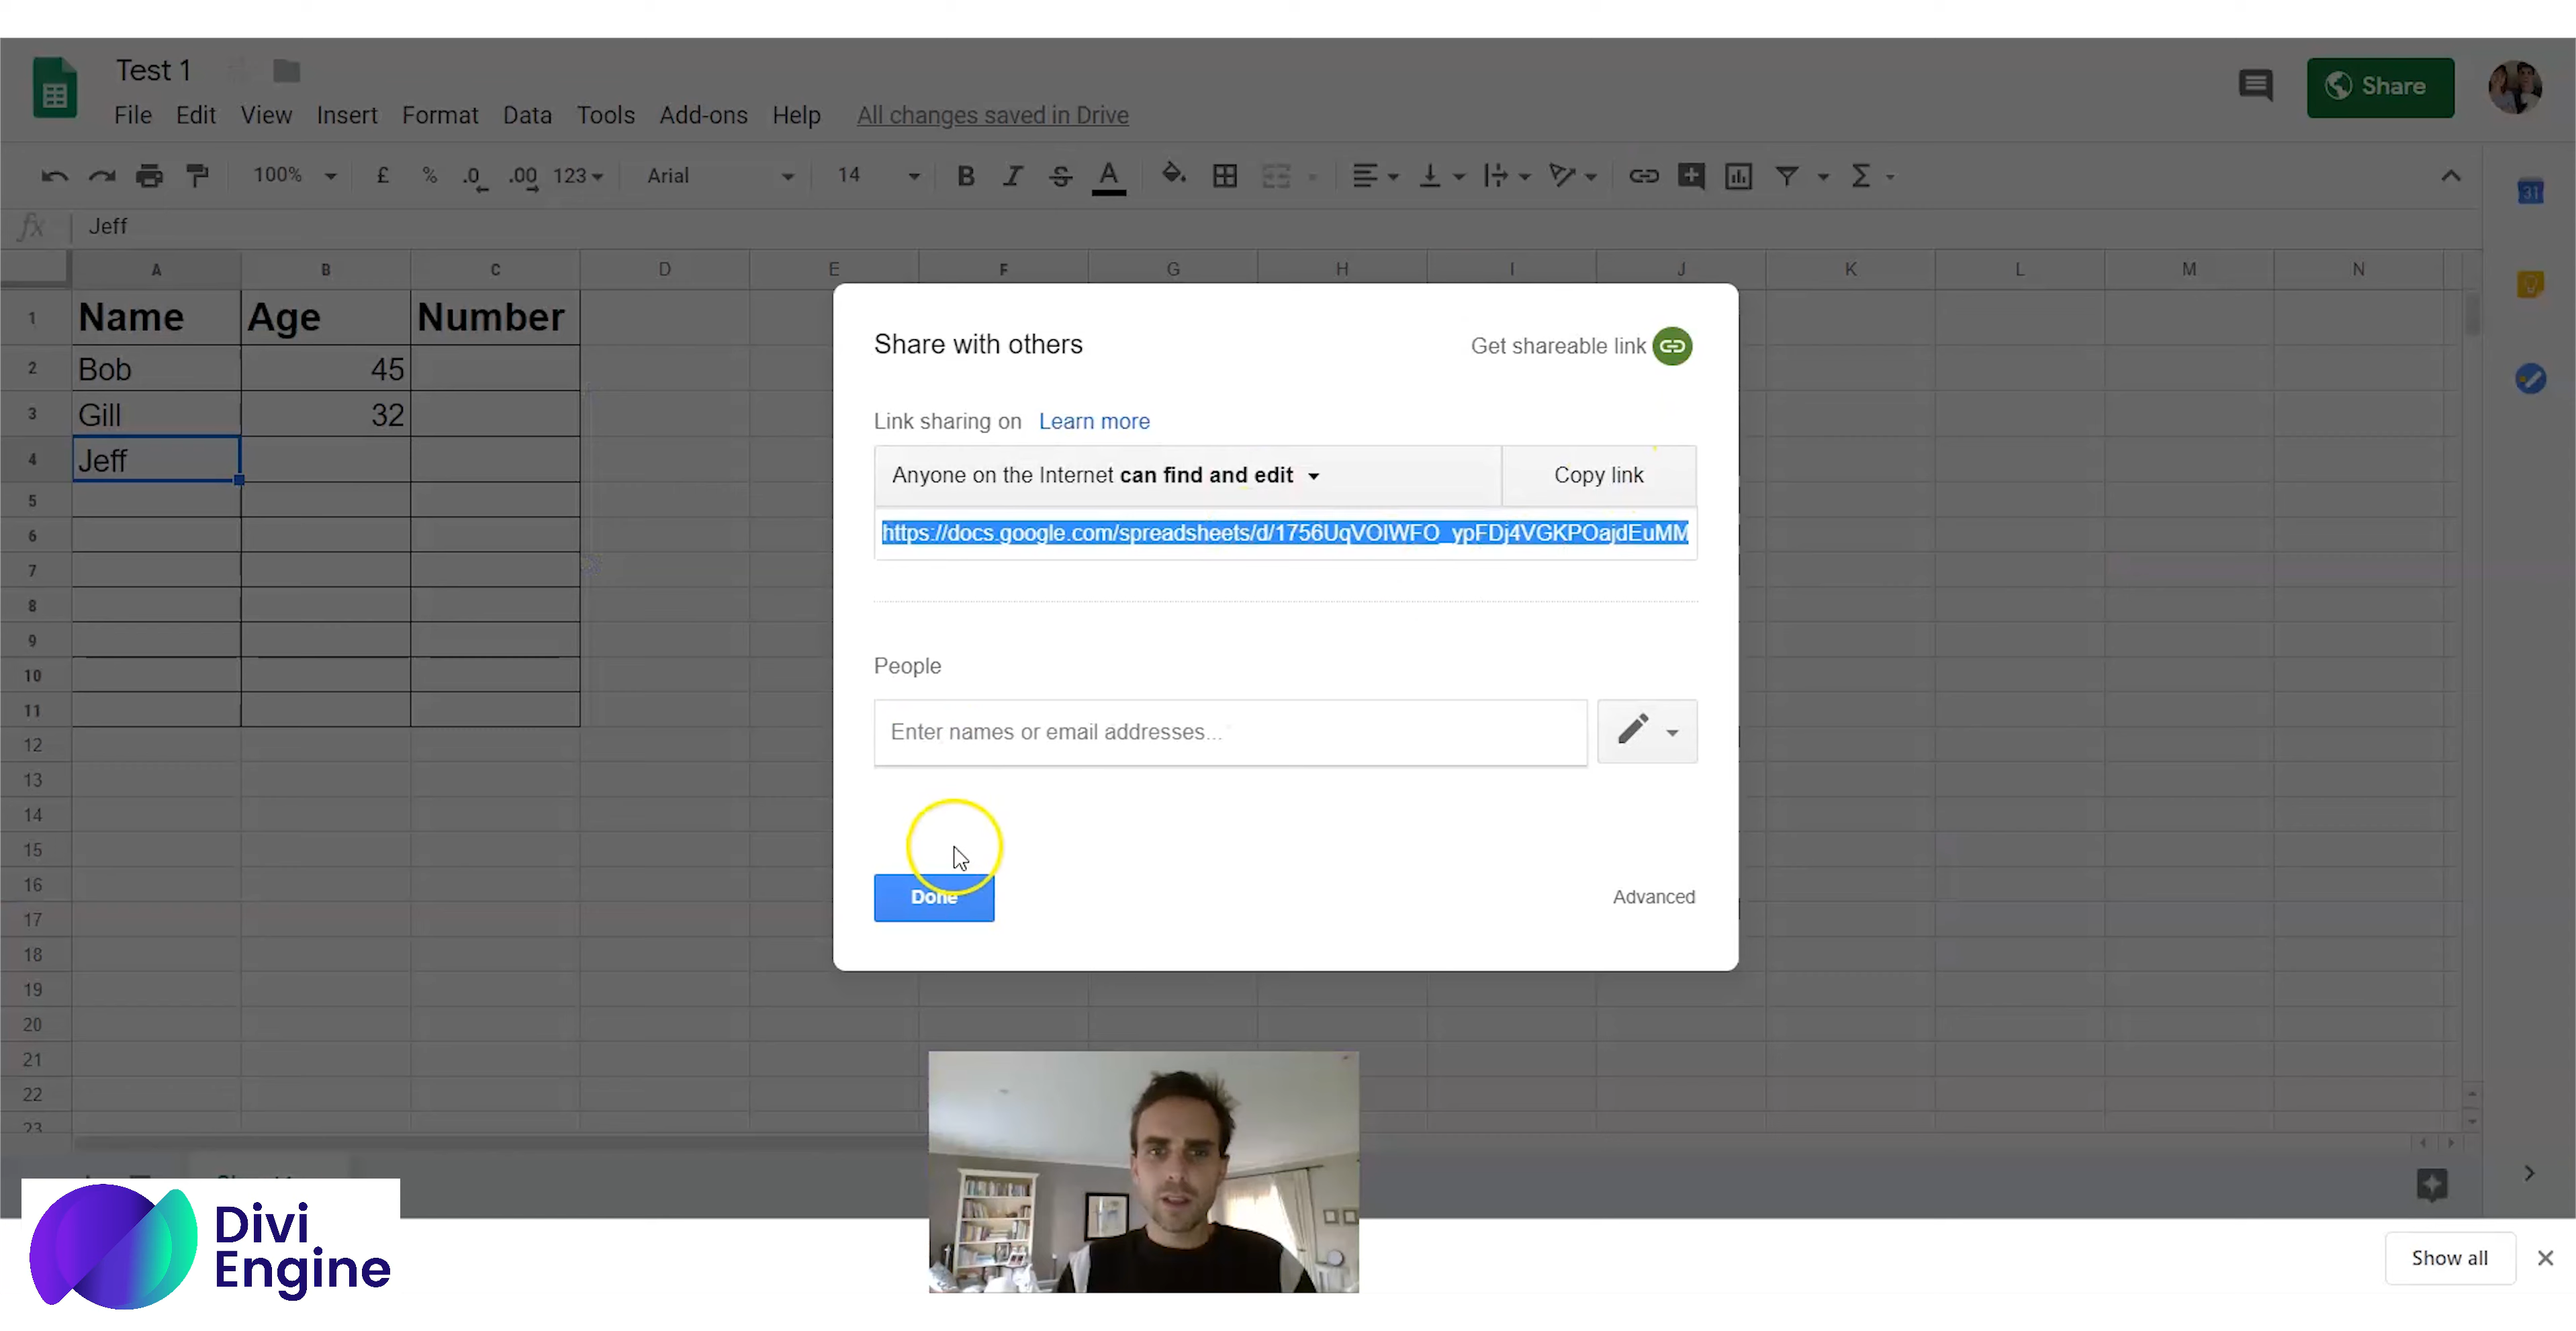 Test 1
Share
File Edit View Insert Format Data Tools Add-ons Help All changes saved in Drive
100% £ % .0 .00 123 Arial 14 B I S A Σ
31
fx Jeff
A B C D E F G H I J K L M N
1 Name Age Number
2 Bob 45
3 Gill 32
4 Jeff
5
6
7
8
9
10
11
12
13
14
15
16
17
18
19
20
21
22
23
Share with others
Get shareable link
Link sharing on Learn more
Anyone on the Internet can find and edit
Copy link
https://docs.google.com/spreadsheets/d/1756UqVOIWFO_ypFDj4VGKPOajdEuMM
People
Enter names or email addresses...
Done
Advanced
Divi
Engine
Show all